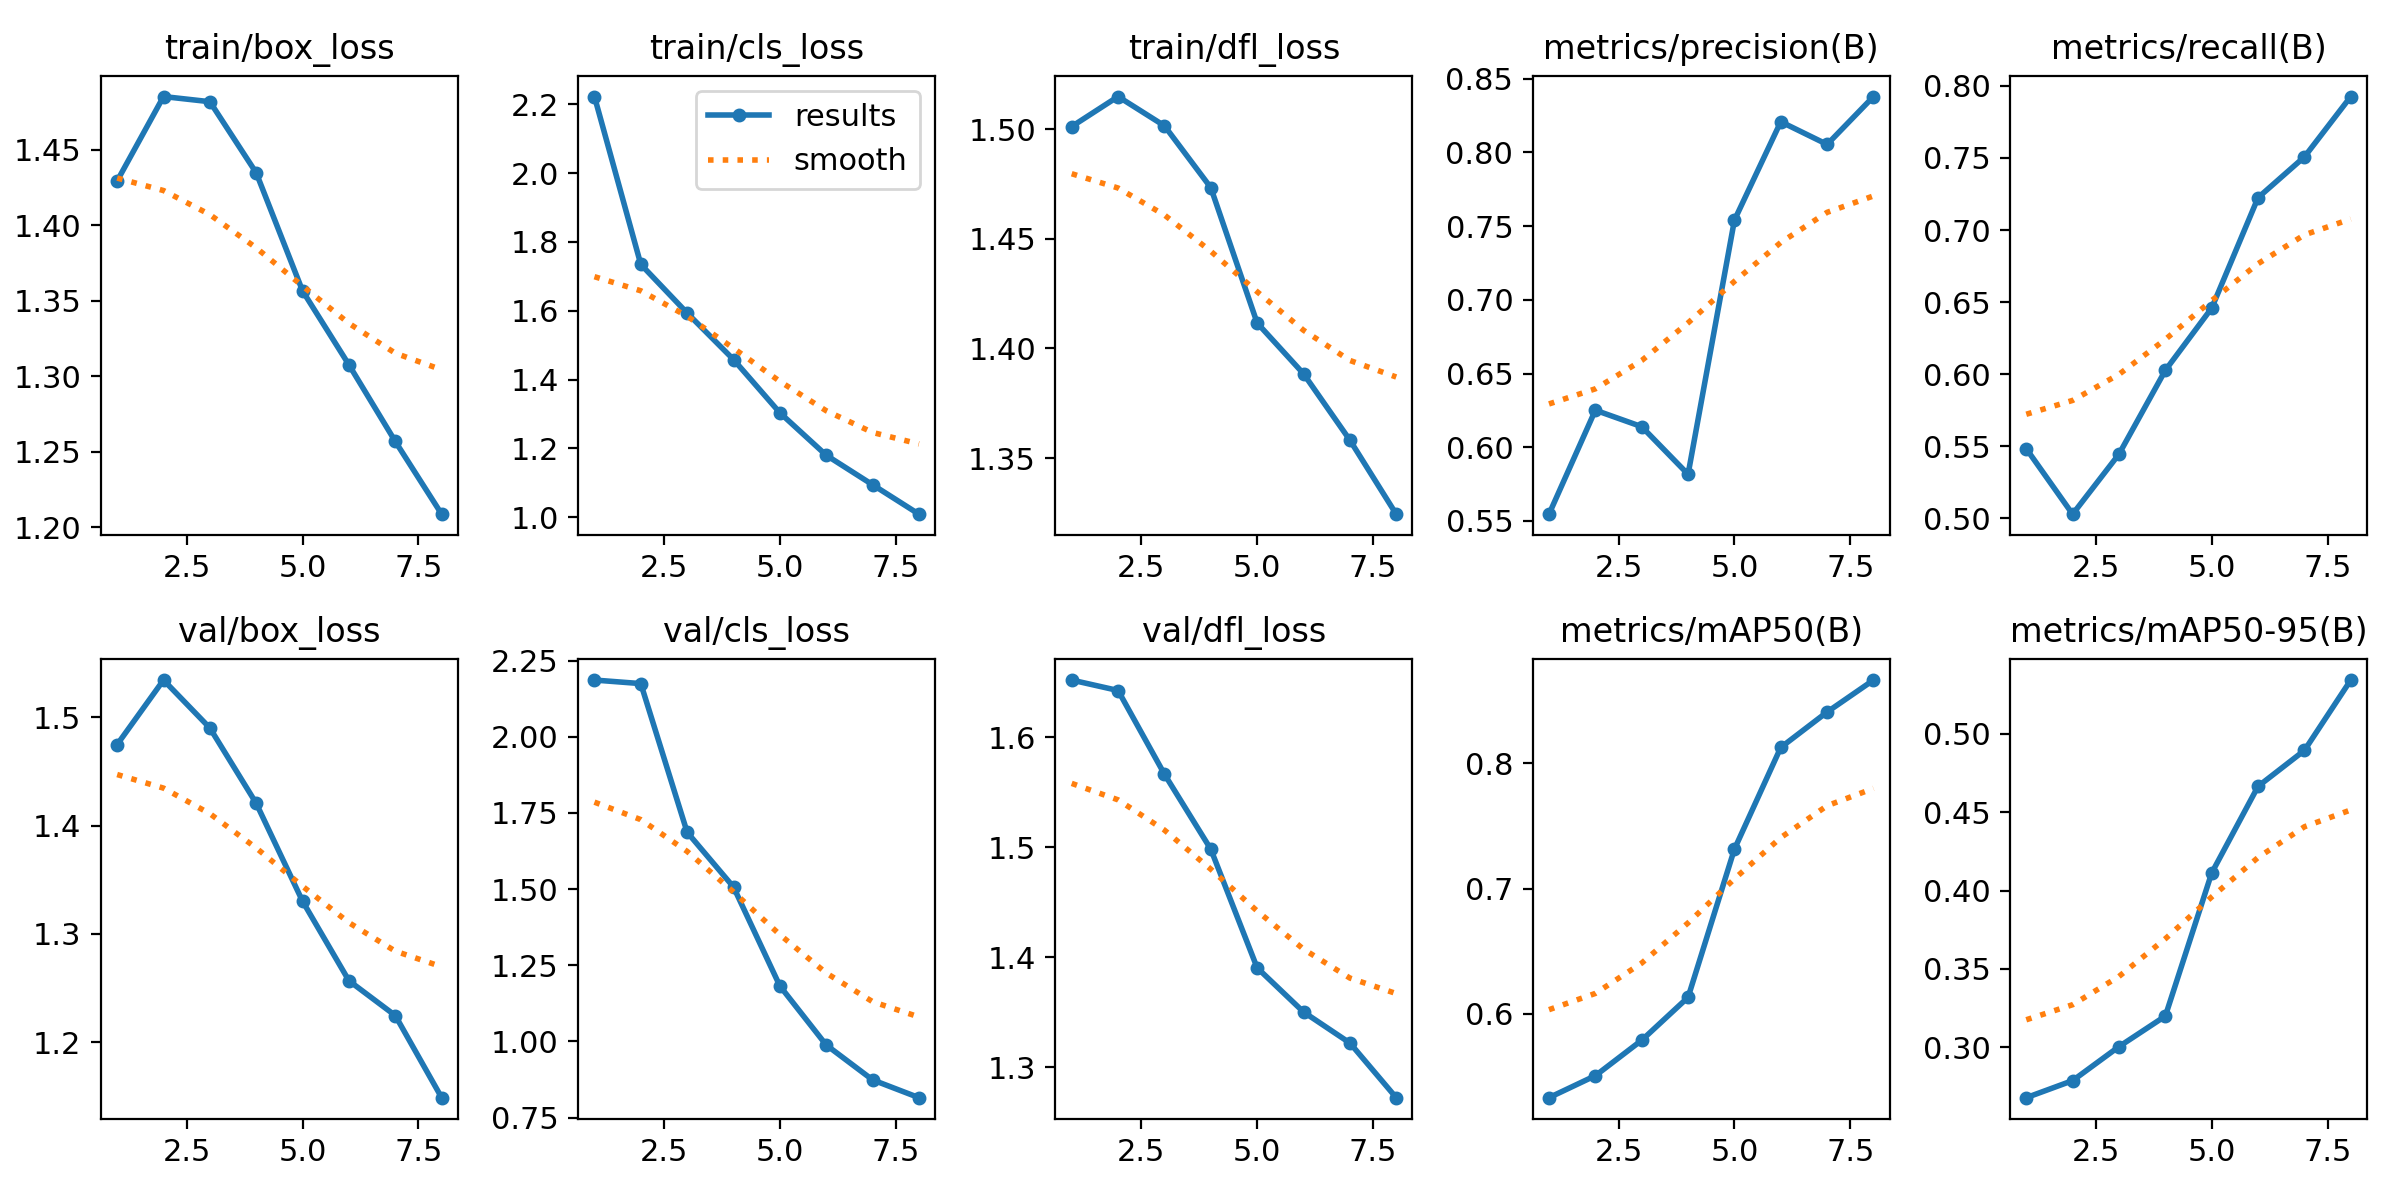 train/box_loss
1.45
1.40
1.35
1.30
1.25
1.20
2.5 5.0 7.5
train/cls_loss
results
smooth
2.2
2.0
1.8
1.6
1.4
1.2
1.0
2.5 5.0 7.5
train/dfl_loss
1.50
1.45
1.40
1.35
2.5 5.0 7.5
metrics/precision(B)
0.85
0.80
0.75
0.70
0.65
0.60
0.55
2.5 5.0 7.5
metrics/recall(B)
0.80
0.75
0.70
0.65
0.60
0.55
0.50
2.5 5.0 7.5
val/box_loss
1.5
1.4
1.3
1.2
2.5 5.0 7.5
val/cls_loss
2.25
2.00
1.75
1.50
1.25
1.00
0.75
2.5 5.0 7.5
val/dfl_loss
1.6
1.5
1.4
1.3
2.5 5.0 7.5
metrics/mAP50(B)
0.8
0.7
0.6
2.5 5.0 7.5
metrics/mAP50-95(B)
0.50
0.45
0.40
0.35
0.30
2.5 5.0 7.5